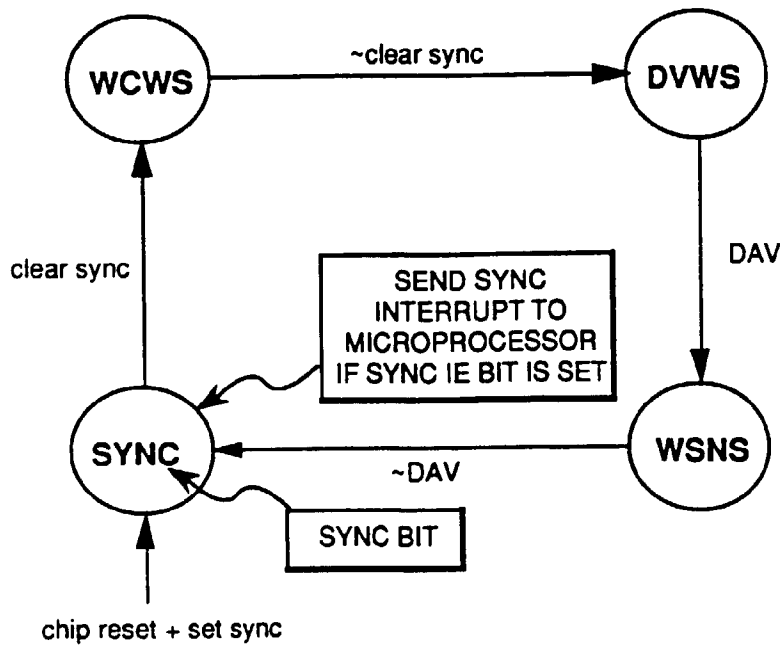 ~clear sync
WCWS
DVWS
clear sync
DAV
SEND SYNC
INTERRUPT TO
MICROPROCESSOR
IF SYNC IE BIT IS SET
SYNC
WSNS
~DAV
SYNC BIT
chip reset + set sync